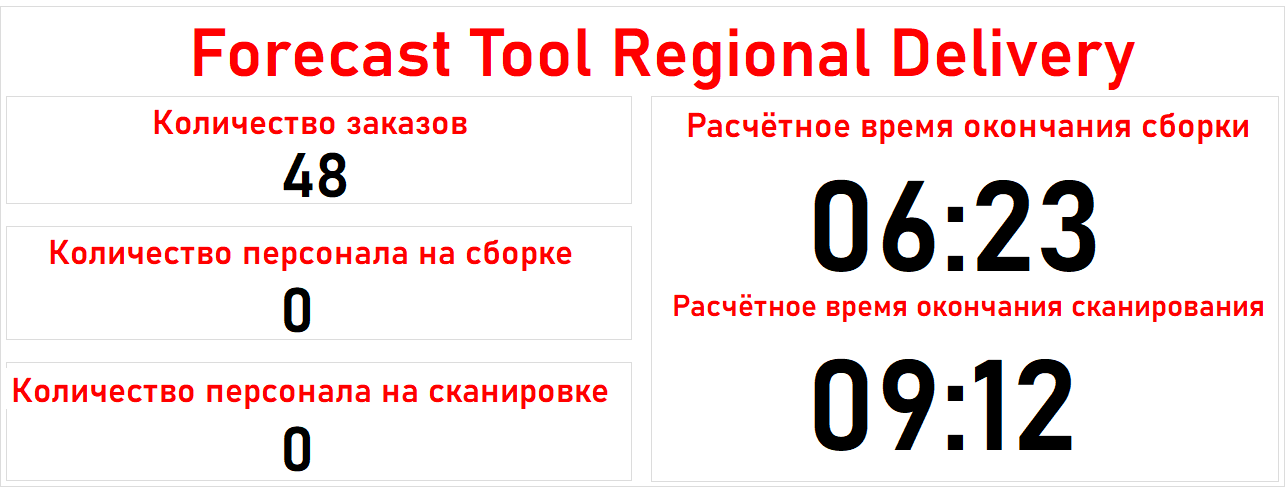 Forecast Tool Regional Delivery
Количество заказов
48
Количество персонала на сборке
0
Количество персонала на сканировке
0
Расчётное время окончания сборки
06:23
Расчётное время окончания сканирования
09:12